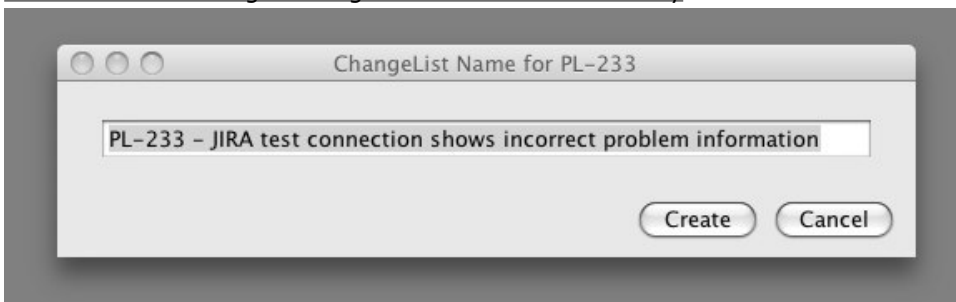 ChangeList Name for PL-233
PL-233 - JIRA test connection shows incorrect problem information
Create
Cancel